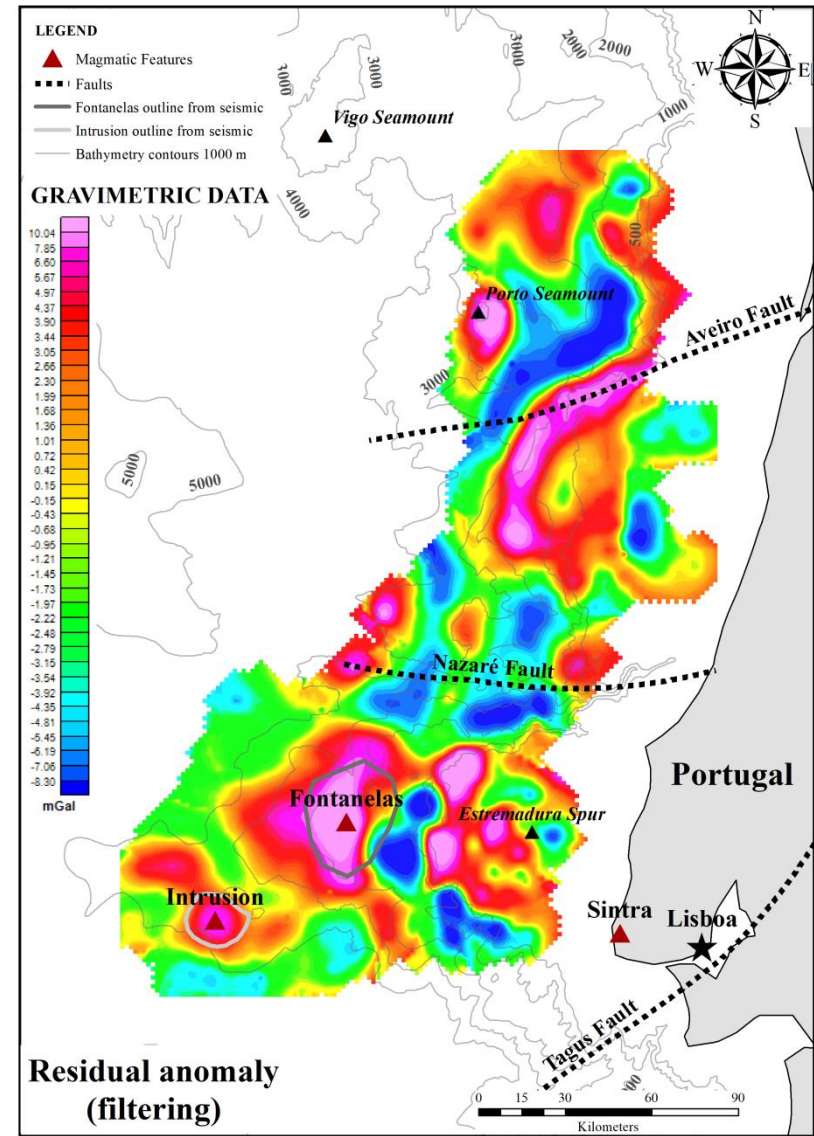 LEGEND
Magmatic Features
Faults
Fontanelas outline from seismic
Intrusion outline from seismic
Bathymetry contours 1000 m
GRAVIMETRIC DATA
10.04
7.85
6.60
5.67
4.97
4.37
3.90
3.44
3.05
2.66
2.30
1.99
1.68
1.36
1.01
0.72
0.42
-0.15
-0.43
-0.68
-0.95
-1.21
-1.45
-1.73
-1.97
-2.22
-2.48
-2.79
-3.15
-3.54
-3.92
-4.35
-4.81
-5.45
-6.19
-7.06
-8.30
mGal
N
W
E
S
3000
3000
3000
2000
2000
1000
500
4000
3000
5000
5000
Vigo Seamount
Porto Seamount
Aveiro Fault
Nazaré Fault
Portugal
Fontanelas
Estremadura Spur
Intrusion
Sintra
Lisboa
Tagus Fault
Residual anomaly
(filtering)
0 15 30 60 90
Kilometers